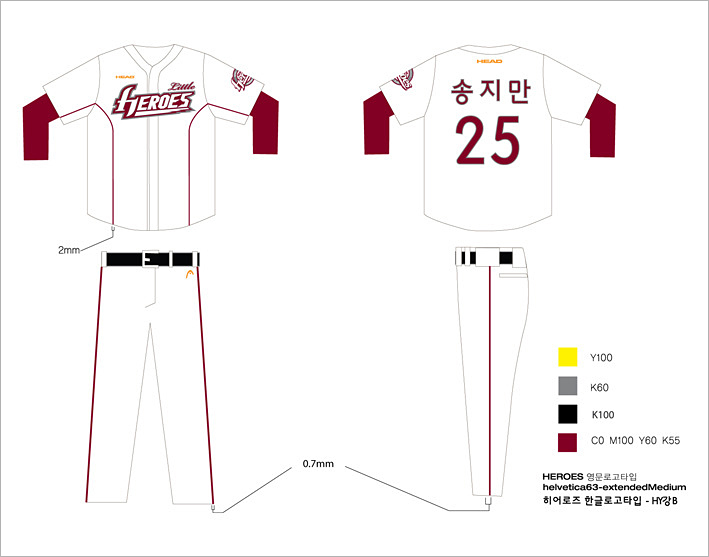 HEAD
HEAD
Little
HEROES
송지만
25
2mm
Y100
K60
K100
C0 M100 Y60 K55
0.7mm
HEROES 영문로고타입
helvetica63-extendedMedium
히어로즈 한글로고타입 - HY강B